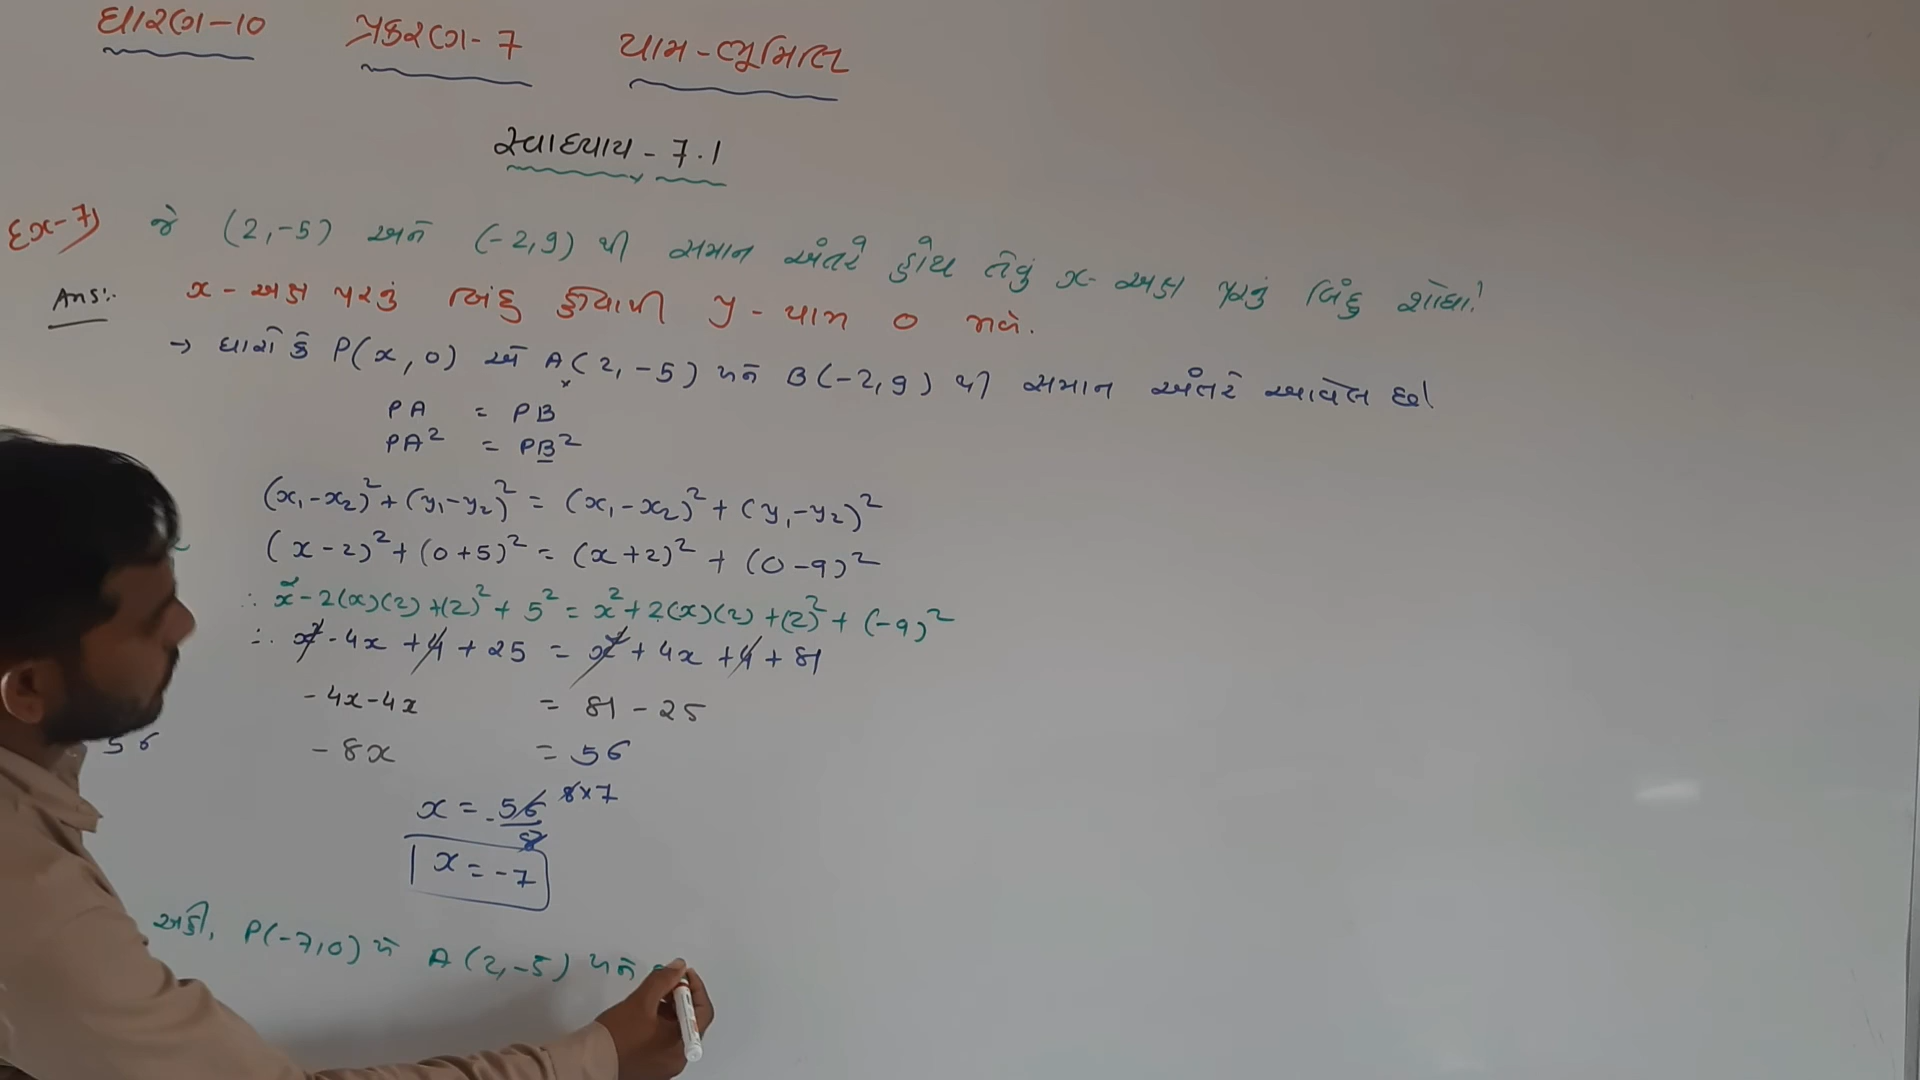 ધોરણ-10 પ્રકરણ-7 યામ-ભૂમિતિ
સ્વાધ્યાય-7.1
Ex-7) જે (2,-5) અને (-2,9) થી સમાન અંતરે હોય તેવું x-અક્ષ પરનું બિંદુ શોધો!
Ans:- x-અક્ષ પરનું બિંદુ હોવાથી y-યામ 0 મળે.
→ ધારો કે P(x,0) એ A(2,-5) અને B(-2,9) થી સમાન અંતરે આવેલ છે!
PA = PB
PA² = PB²
(x₁-x₂)²+(y₁-y₂)² = (x₁-x₂)²+(y₁-y₂)²
(x-2)²+(0+5)² = (x+2)²+(0-9)²
∴ x²-2(x)(2)+(2)²+5² = x²+2(x)(2)+(2)²+(-9)²
∴ x²-4x+4+25 = x²+4x+4+81
-4x-4x = 81-25
56
-8x = 56
x = -56/8 8×7
x = -7
અહીં, P(-7,0) એ A(2,-5) અને